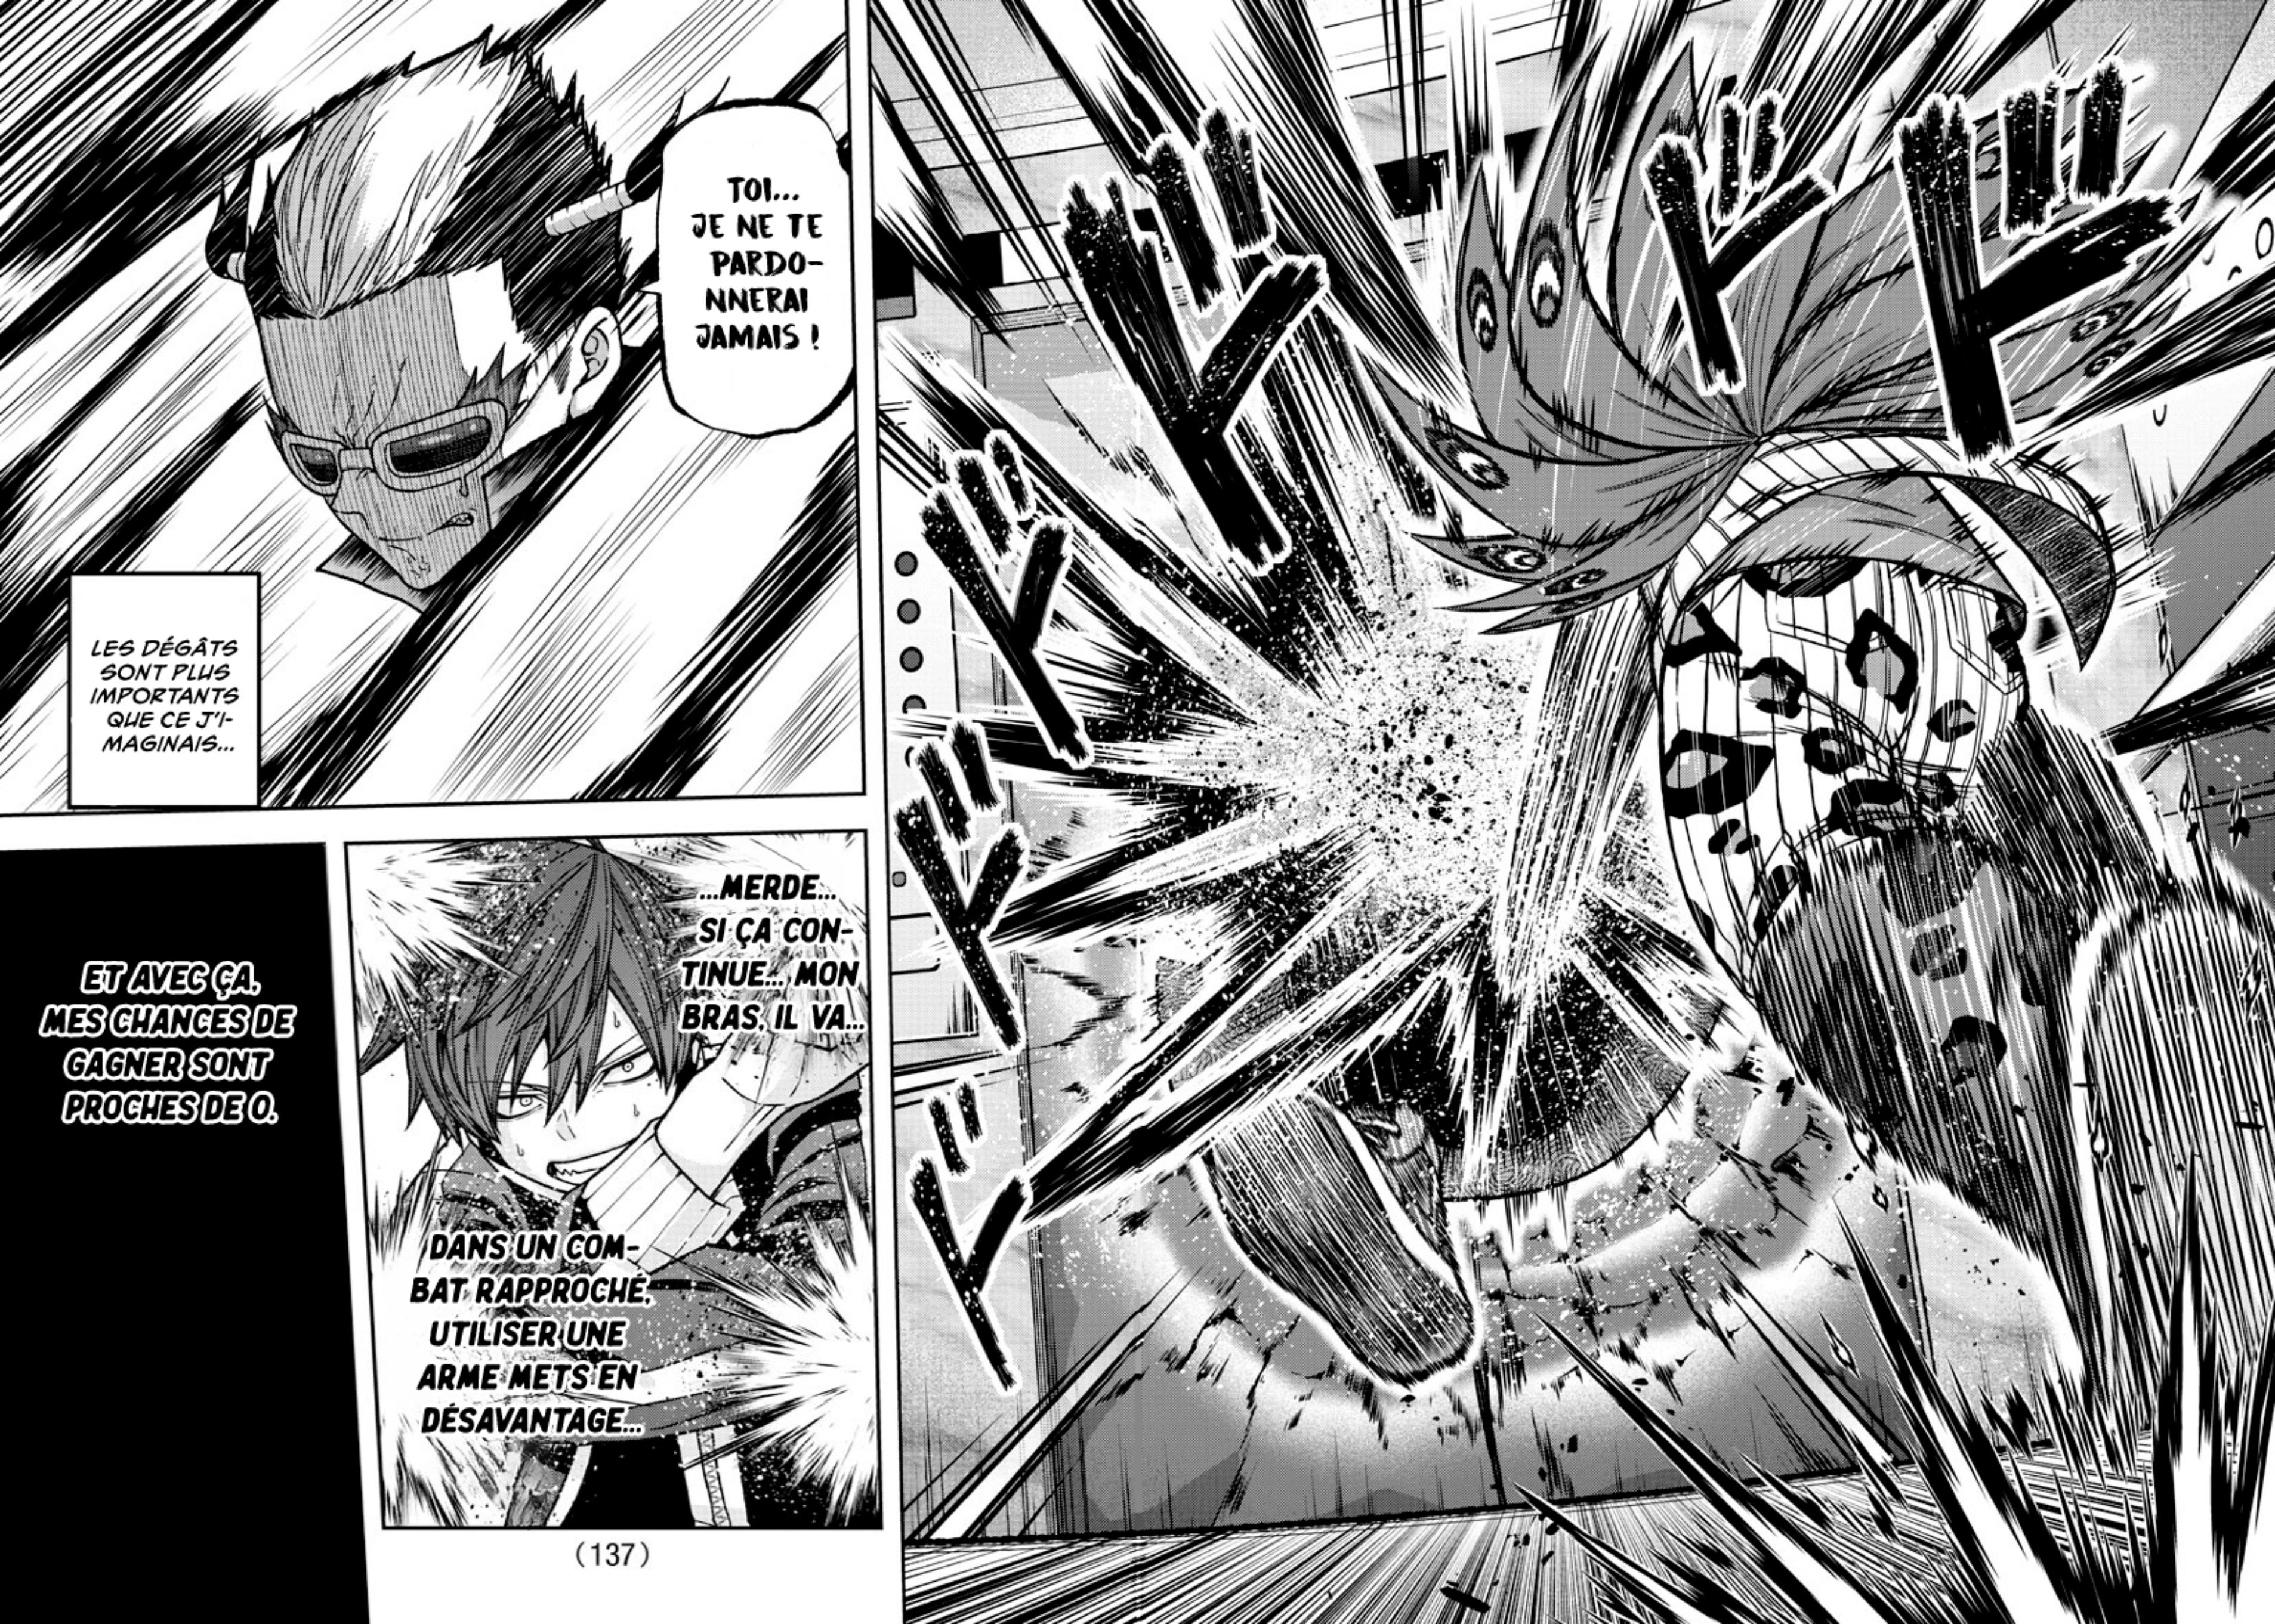 ドドドドドドド
TOI...
JE NE TE
PARDO-
NNERAI
JAMAIS !
LES DÉGÂTS
SONT PLUS
IMPORTANTS
QUE CE J'I-
MAGINAIS...
...MERDE...
SI ÇA CON-
TINUE... MON
BRAS, IL VA...
DANS UN COM-
BAT RAPPROCHÉ,
UTILISER UNE
ARME METS EN
DÉSAVANTAGE...
ET AVEC ÇA,
MES CHANCES DE
GAGNER SONT
PROCHES DE 0.
(137)